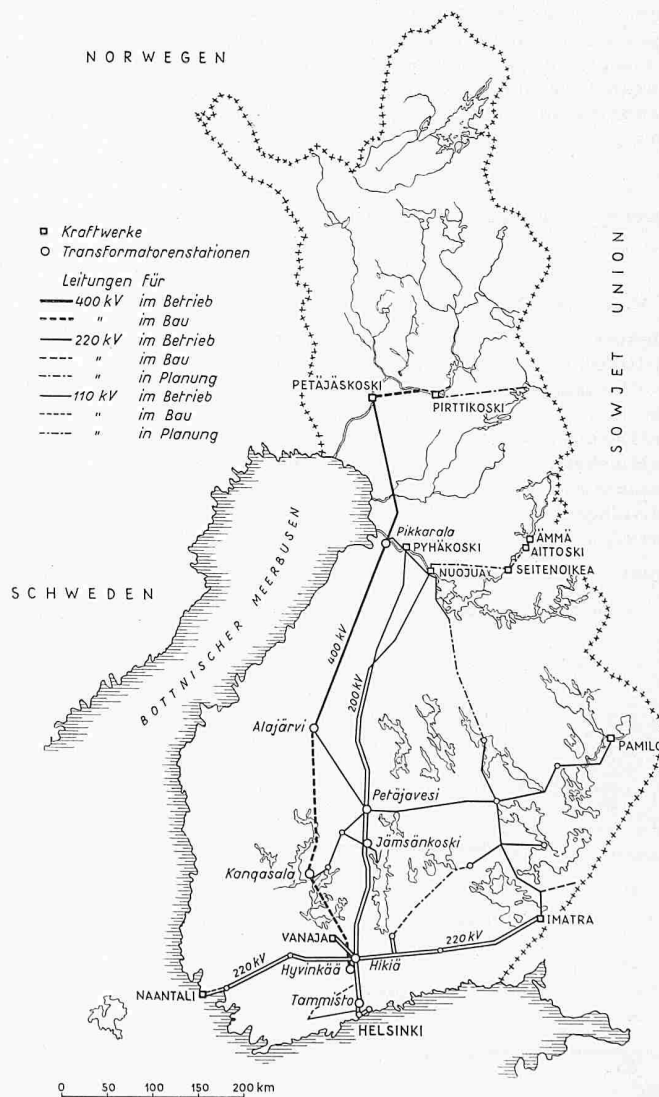 NORWEGEN
Kraftwerke
Transformatorenstationen
Leitungen für
400 kV im Betrieb
" im Bau
220 kV im Betrieb
" im Bau
" in Planung
110 kV im Betrieb
" im Bau
" in Planung
SOWJET UNION
PETÄJÄSKOSKI
PIRTTIKOSKI
SCHWEDEN
BOTTNISCHER MEERBUSEN
Pikkarala
PYHÄKOSKI
ÄMMÄ
AITTOSKI
NUOJUA
SEITENOIKEA
400 kV
200 kV
Alajärvi
PAMILO
Petäjavesi
Jämsänkoski
Kangasala
VANAJA
IMATRA
220 kV
220 kV
Hyvinkää
Hikiä
NAANTALI
Tammisto
HELSINKI
0 50 100 150 200 km